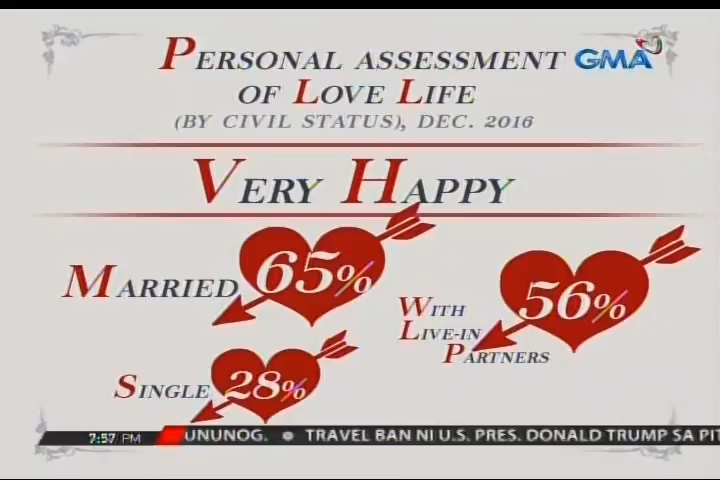 PERSONAL ASSESSMENT
OF LOVE LIFE
(BY CIVIL STATUS), DEC. 2016
GMA
VERY HAPPY
MARRIED 65%
WITH
LIVE-IN
PARTNERS
56%
SINGLE 28%
7:57 PM UNUNOG. ● TRAVEL BAN NI U.S. PRES. DONALD TRUMP SA PIT